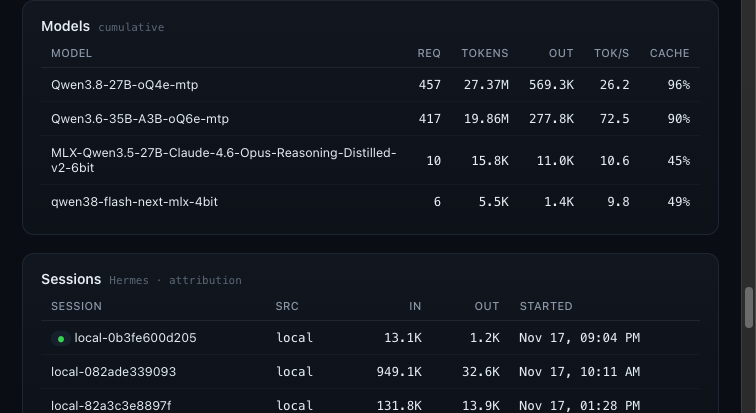 Models cumulative
MODEL REQ TOKENS OUT TOK/S CACHE
Qwen3.8-27B-oQ4e-mtp 457 27.37M 569.3K 26.2 96%
Qwen3.6-35B-A3B-oQ6e-mtp 417 19.86M 277.8K 72.5 90%
MLX-Qwen3.5-27B-Claude-4.6-Opus-Reasoning-Distilled-
v2-6bit 10 15.8K 11.0K 10.6 45%
qwen38-flash-next-mlx-4bit 6 5.5K 1.4K 9.8 49%
Sessions Hermes · attribution
SESSION SRC IN OUT STARTED
local-0b3fe600d205 local 13.1K 1.2K Nov 17, 09:04 PM
local-082ade339093 local 949.1K 32.6K Nov 17, 10:11 AM
local-82a3c3e8897f local 131.8K 13.9K Nov 17, 01:28 PM